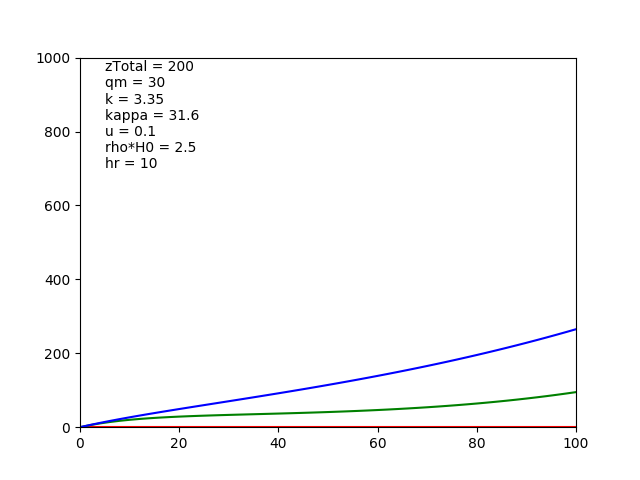 1000
zTotal = 200
qm = 30
k = 3.35
kappa = 31.6
800
u = 0.1
rho*H0 = 2.5
hr = 10
600
400
200
0
0 20 40 60 80 100